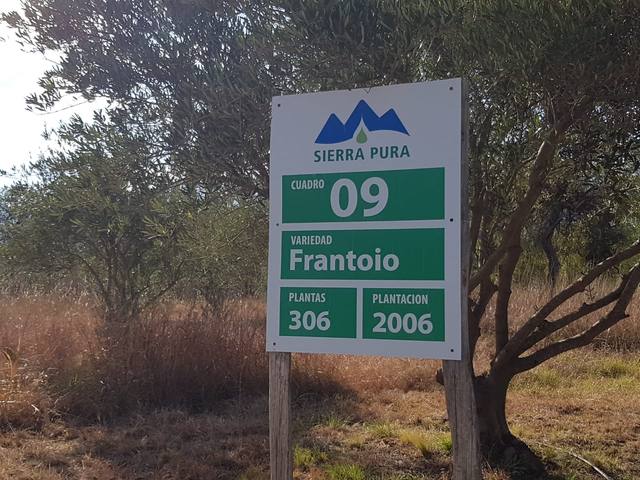 SIERRA PURA
CUADRO 09
VARIEDAD
Frantoio
PLANTAS
306
PLANTACION
2006